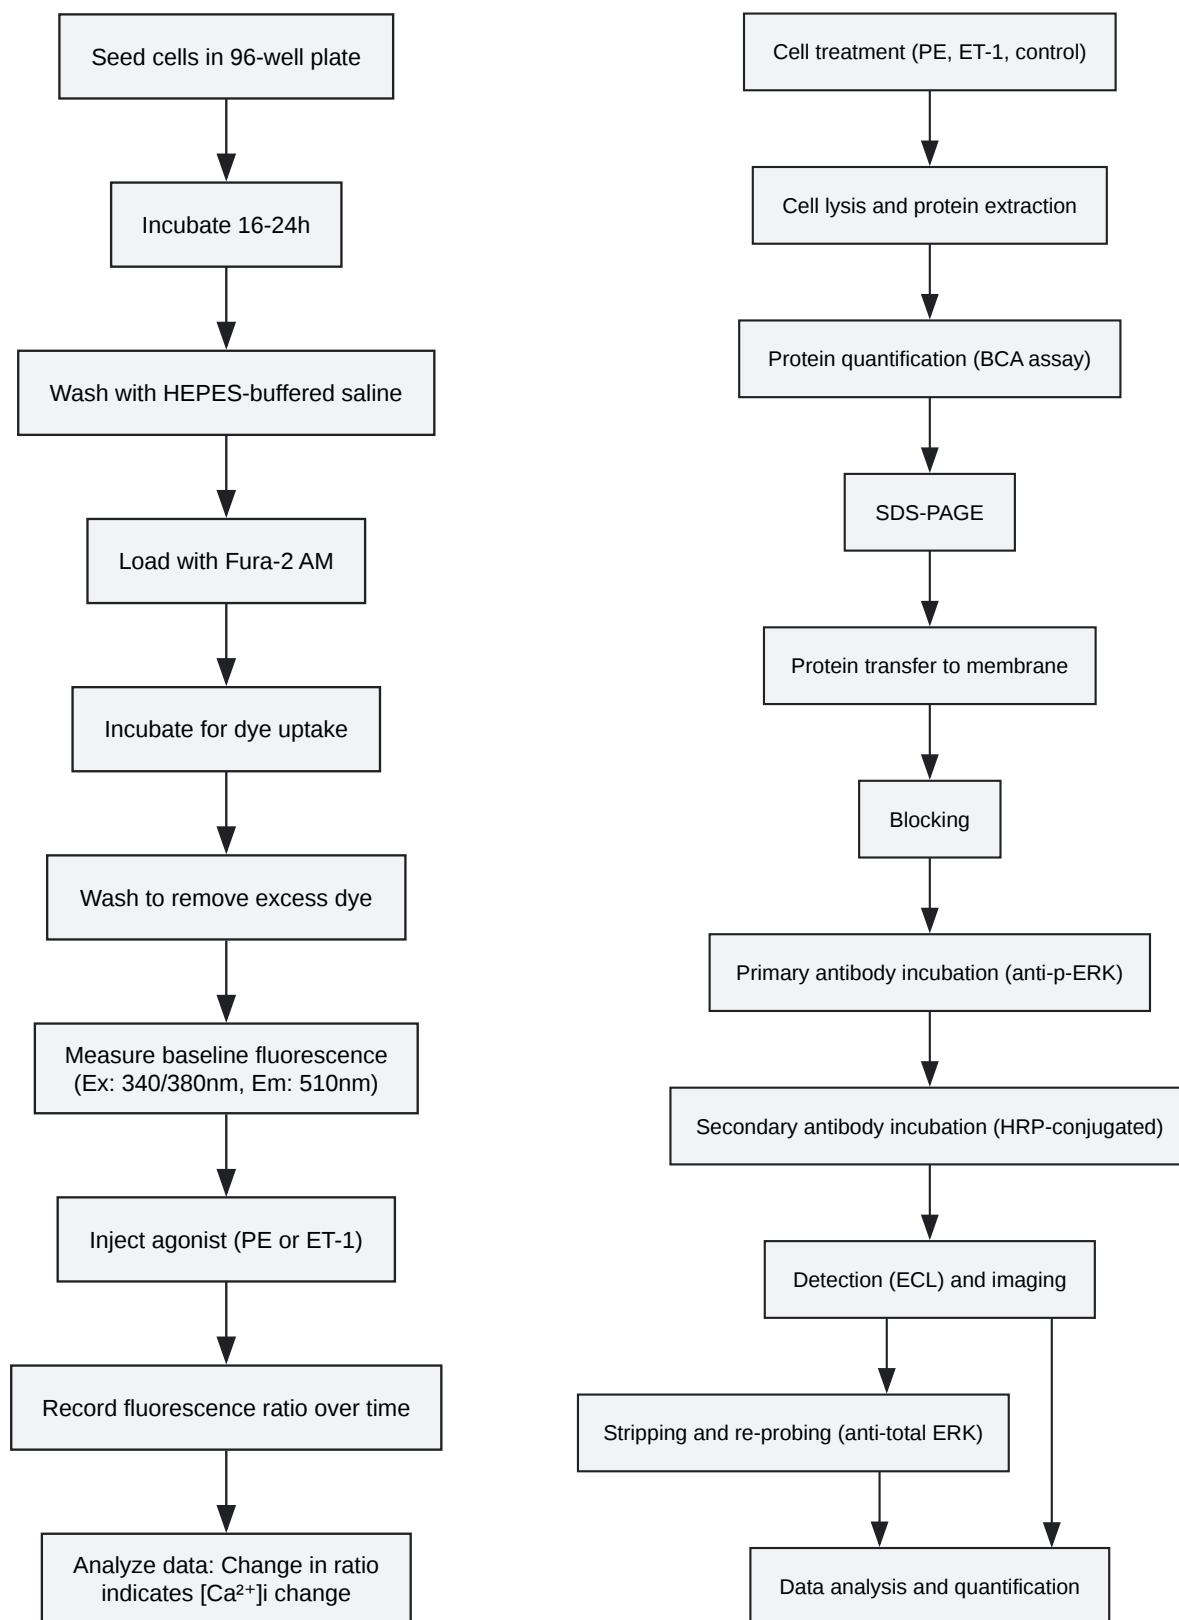 Seed cells in 96-well plate
Incubate 16-24h
Wash with HEPES-buffered saline
Load with Fura-2 AM
Incubate for dye uptake
Wash to remove excess dye
Measure baseline fluorescence
(Ex: 340/380nm, Em: 510nm)
Inject agonist (PE or ET-1)
Record fluorescence ratio over time
Analyze data: Change in ratio
indicates [Ca²⁺]i change
Cell treatment (PE, ET-1, control)
Cell lysis and protein extraction
Protein quantification (BCA assay)
SDS-PAGE
Protein transfer to membrane
Blocking
Primary antibody incubation (anti-p-ERK)
Secondary antibody incubation (HRP-conjugated)
Detection (ECL) and imaging
Stripping and re-probing (anti-total ERK)
Data analysis and quantification